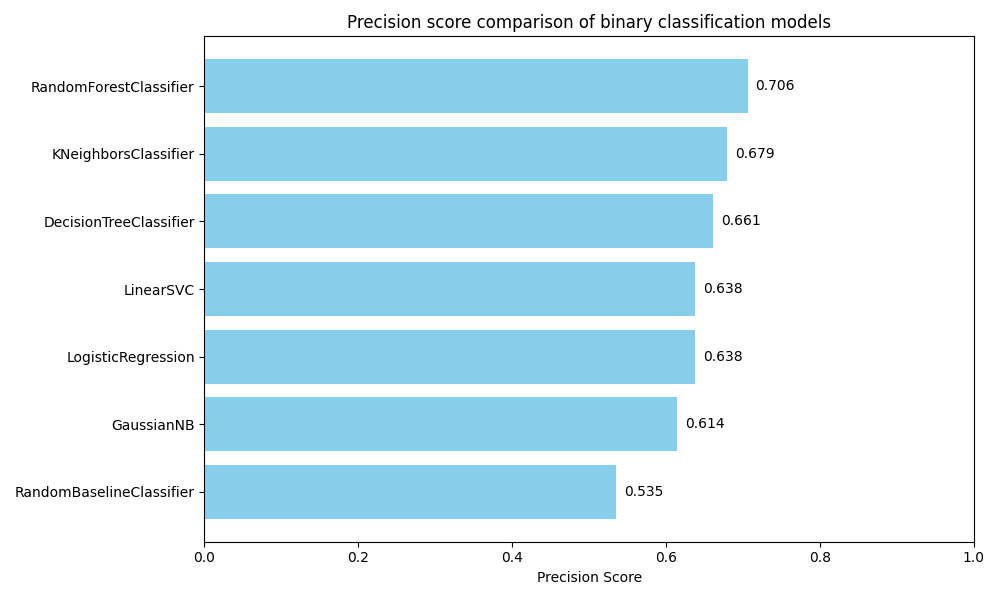 Precision score comparison of binary classification models
RandomForestClassifier
0.706
KNeighborsClassifier
0.679
DecisionTreeClassifier
0.661
LinearSVC
0.638
LogisticRegression
0.638
GaussianNB
0.614
RandomBaselineClassifier
0.535
0.0
0.2
0.4
0.6
0.8
1.0
Precision Score